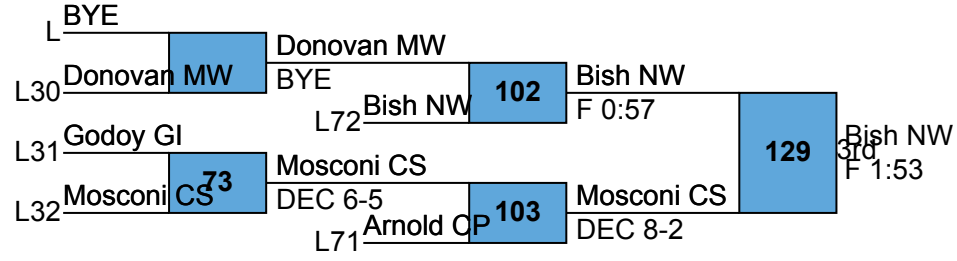 BYE
L
Donovan MW
BYE
L30 Donovan MW
102
Bish NW
F 0:57
L72 Bish NW
L31 Godoy GI
129
3rd
Bish NW
F 1:53
73
Mosconi CS
DEC 6-5
L32 Mosconi CS
103
Mosconi CS
DEC 8-2
L71 Arnold CP